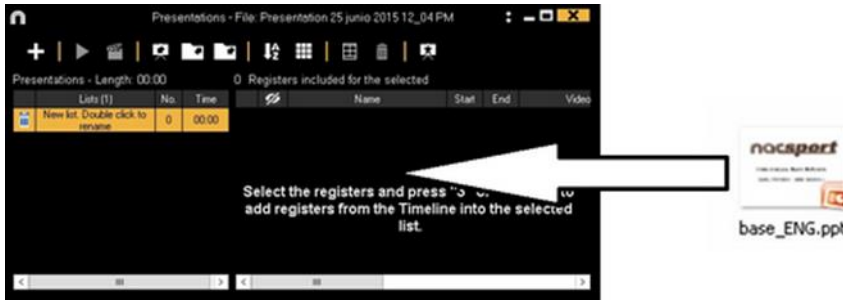 Presentations - File: Presentation 25 junio 2015 12_04 PM
Presentations - Length: 00:00
0 Registers included for the selected
Lists (1) No. Time Name Start End Video
New list. Double click to
rename
0 00:00
Select the registers and press "3" to
add registers from the Timeline into the selected
list.
nacsport
base_ENG.ppt